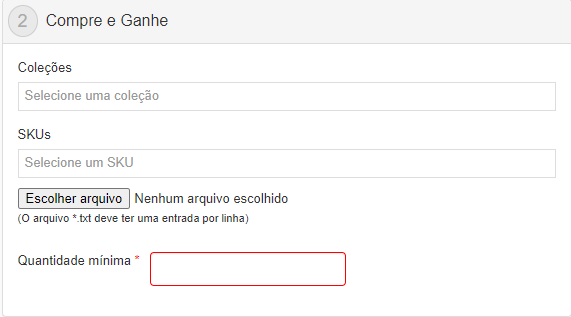 2 Compre e Ganhe
Coleções
Selecione uma coleção
SKUs
Selecione um SKU
Escolher arquivo Nenhum arquivo escolhido
(O arquivo *.txt deve ter uma entrada por linha)
Quantidade mínima *